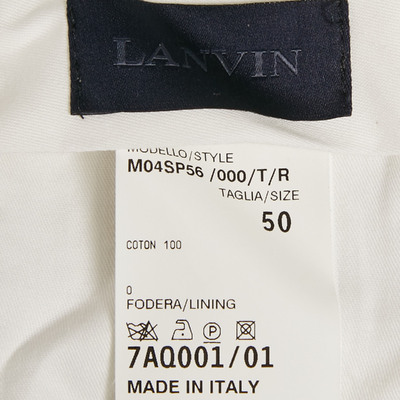 LANVIN
MODELLO/STYLE
M04SP56 /000/T/R
TAGLIA/SIZE
50
COTON 100
0
FODERA/LINING
P
7AQ001/01
MADE IN ITALY